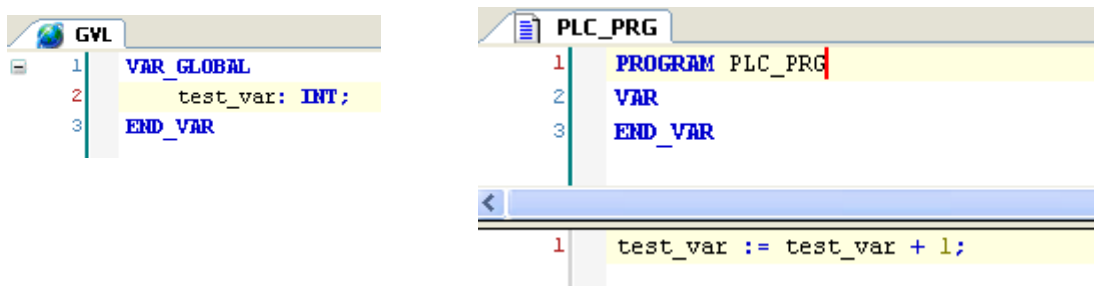 GVL
1 VAR_GLOBAL
2 test_var: INT;
3 END_VAR
PLC_PRG
1 PROGRAM PLC_PRG
2 VAR
3 END_VAR
1 test_var := test_var + 1;